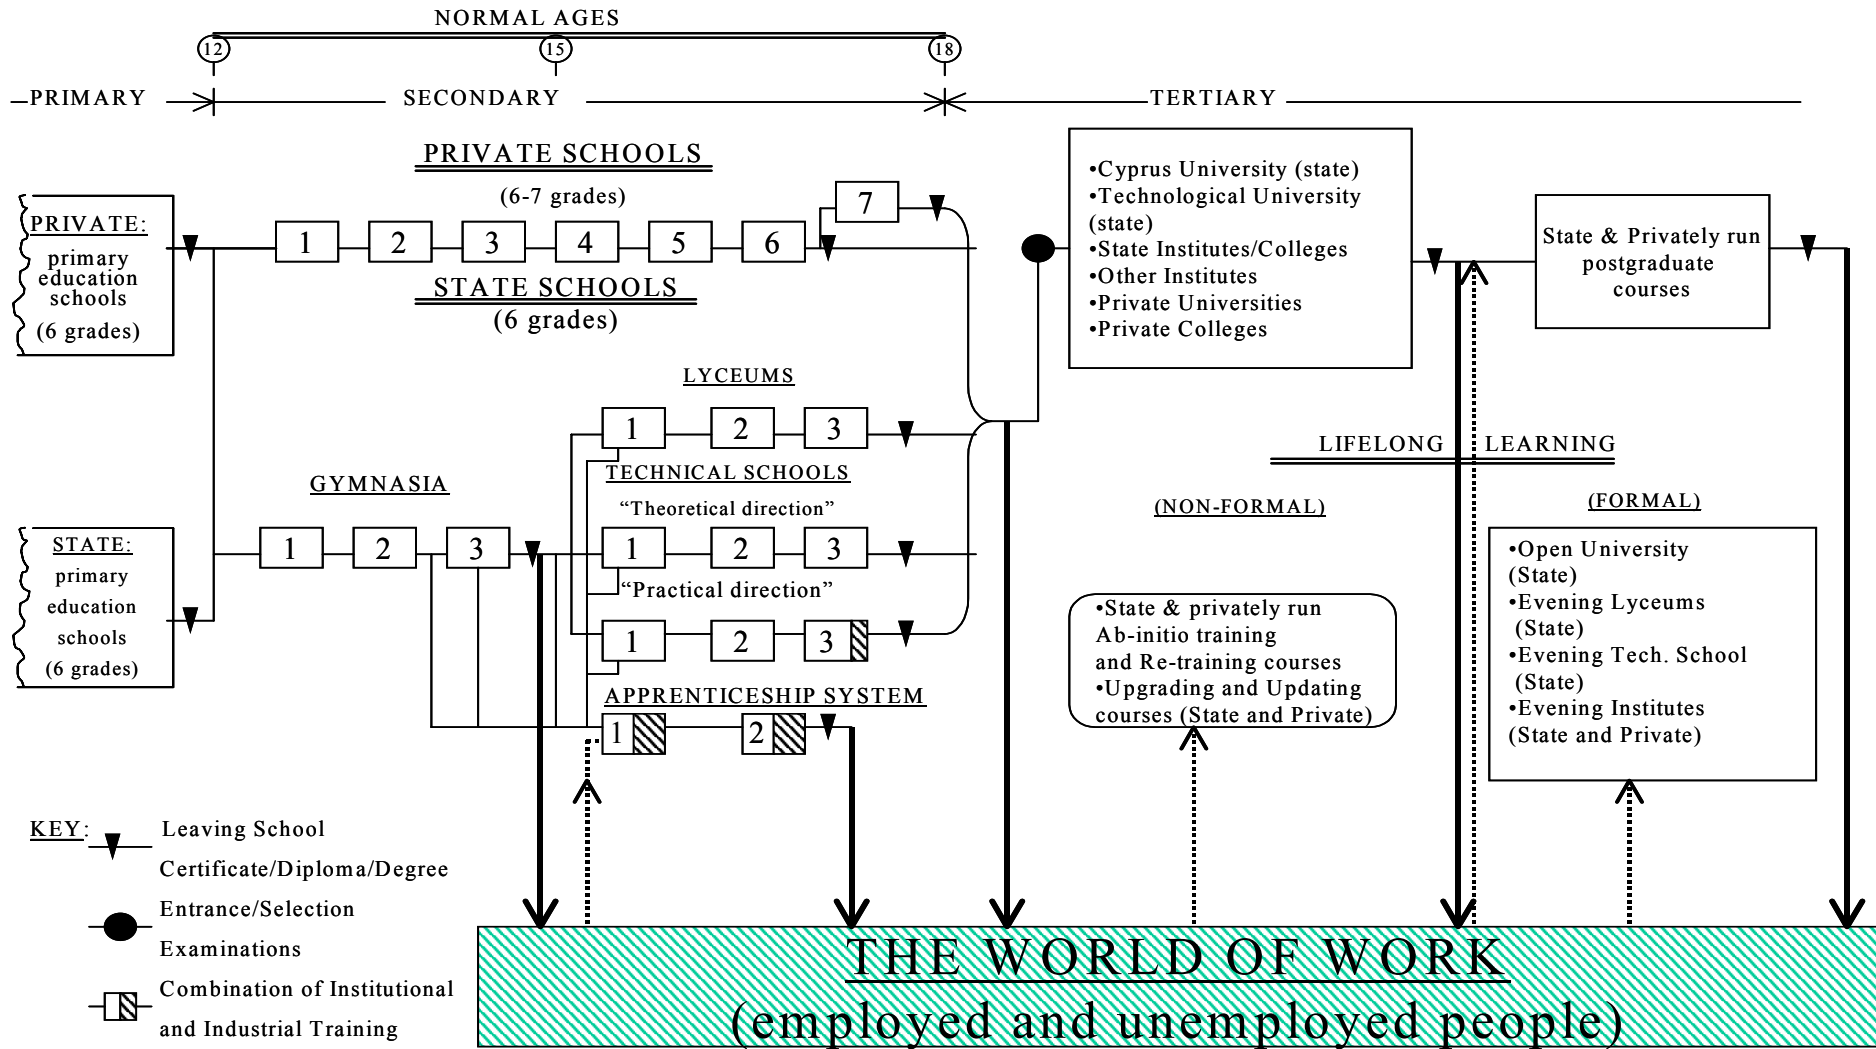 NORMAL AGES
12
15
18
PRIMARY
SECONDARY
TERTIARY
PRIVATE SCHOOLS
(6-7 grades)
7
1
2
3
4
5
6
STATE SCHOOLS
(6 grades)
PRIVATE:
primary
education
schools
(6 grades)
•Cyprus University (state)
•Technological University
(state)
•State Institutes/Colleges
•Other Institutes
•Private Universities
•Private Colleges
State & Privately run
postgraduate
courses
LYCEUMS
1
2
3
TECHNICAL SCHOOLS
“Theoretical direction”
GYMNASIA
1
2
3
1
2
3
“Practical direction”
1
2
3
APPRENTICESHIP SYSTEM
1
2
STATE:
primary
education
schools
(6 grades)
LIFELONG LEARNING
(NON-FORMAL)
•State & privately run
Ab-initio training
and Re-training courses
•Upgrading and Updating
courses (State and Private)
(FORMAL)
•Open University
(State)
•Evening Lyceums
(State)
•Evening Tech. School
(State)
•Evening Institutes
(State and Private)
KEY:
Leaving School
Certificate/Diploma/Degree
Entrance/Selection
Examinations
Combination of Institutional
and Industrial Training
THE WORLD OF WORK
(employed and unemployed people)